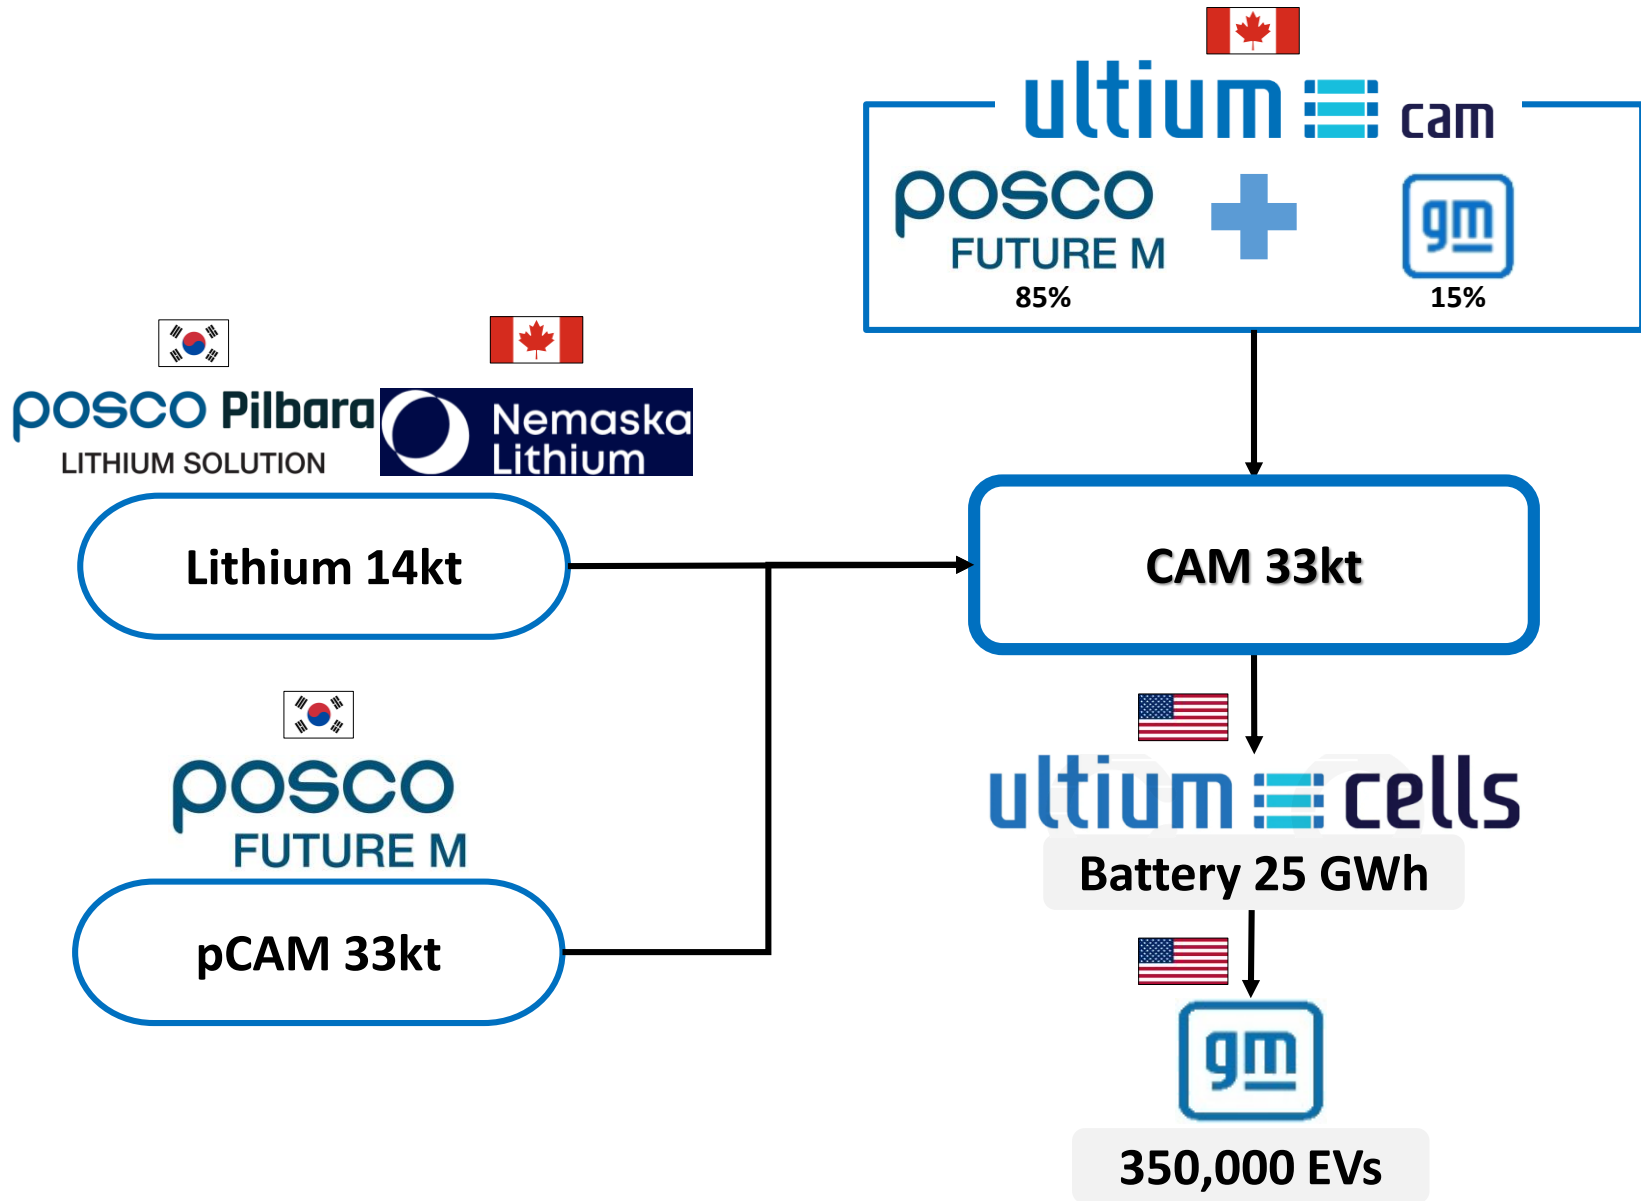 ultium cam
posco
FUTURE M
85%
gm
15%
posco Pilbara
LITHIUM SOLUTION
Nemaska
Lithium
Lithium 14kt
CAM 33kt
posco
FUTURE M
pCAM 33kt
ultium cells
Battery 25 GWh
gm
350,000 EVs